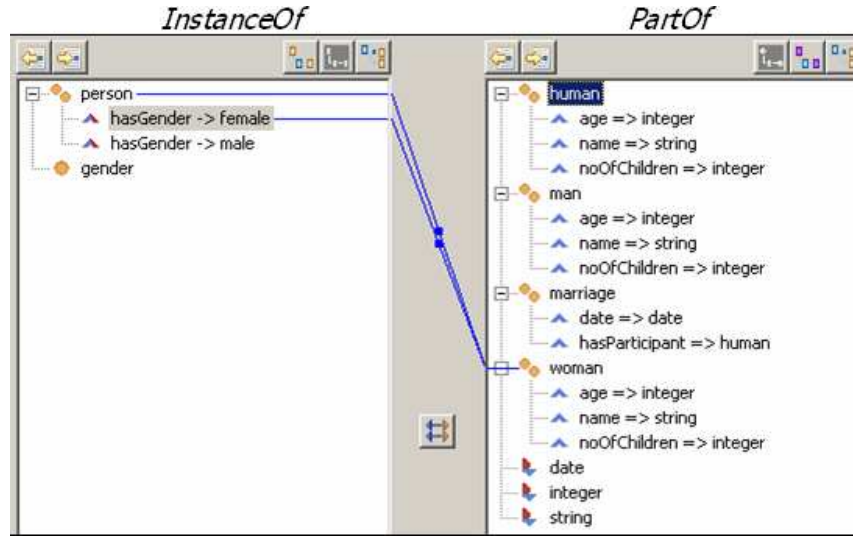 InstanceOf
person
hasGender -> female
hasGender -> male
gender
PartOf
human
age => integer
name => string
noOfChildren => integer
man
age => integer
name => string
noOfChildren => integer
marriage
date => date
hasParticipant => human
woman
age => integer
name => string
noOfChildren => integer
date
integer
string